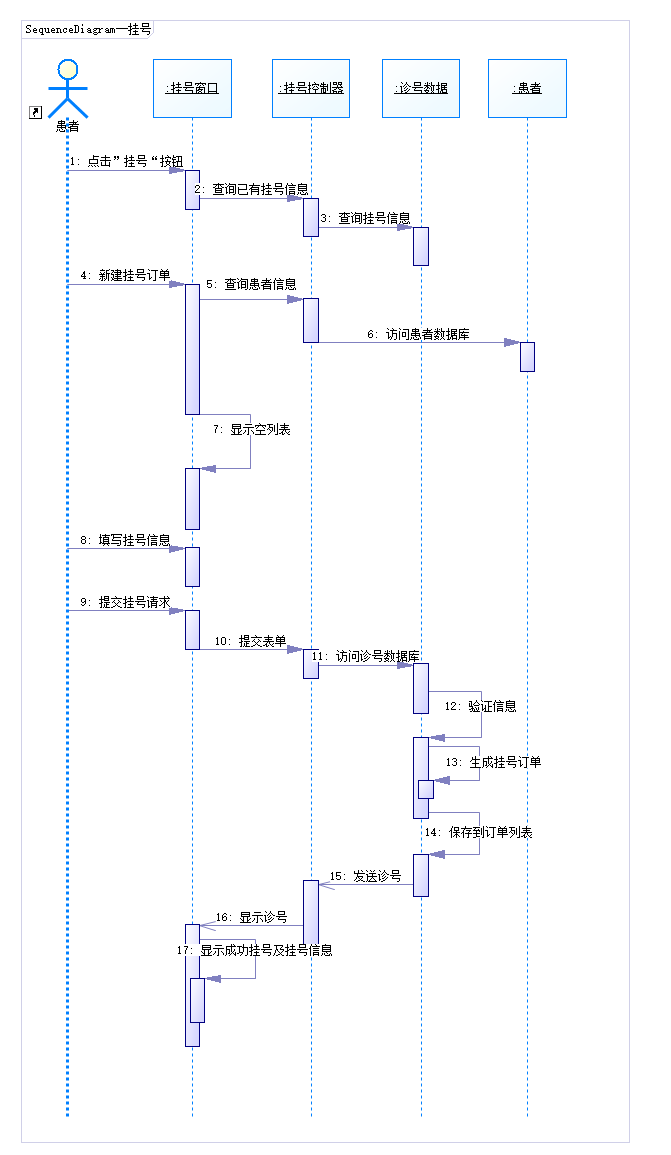 SequenceDiagram一挂号
:挂号窗口
:挂号控制器
:诊号数据
:患者
患者
1: 点击”挂号“按钮
2: 查询已有挂号信息
3: 查询挂号信息
4: 新建挂号订单
5: 查询患者信息
6: 访问患者数据库
7: 显示空列表
8: 填写挂号信息
9: 提交挂号请求
10: 提交表单
11: 访问诊号数据库
12: 验证信息
13: 生成挂号订单
14: 保存到订单列表
15: 发送诊号
16: 显示诊号
17: 显示成功挂号及挂号信息